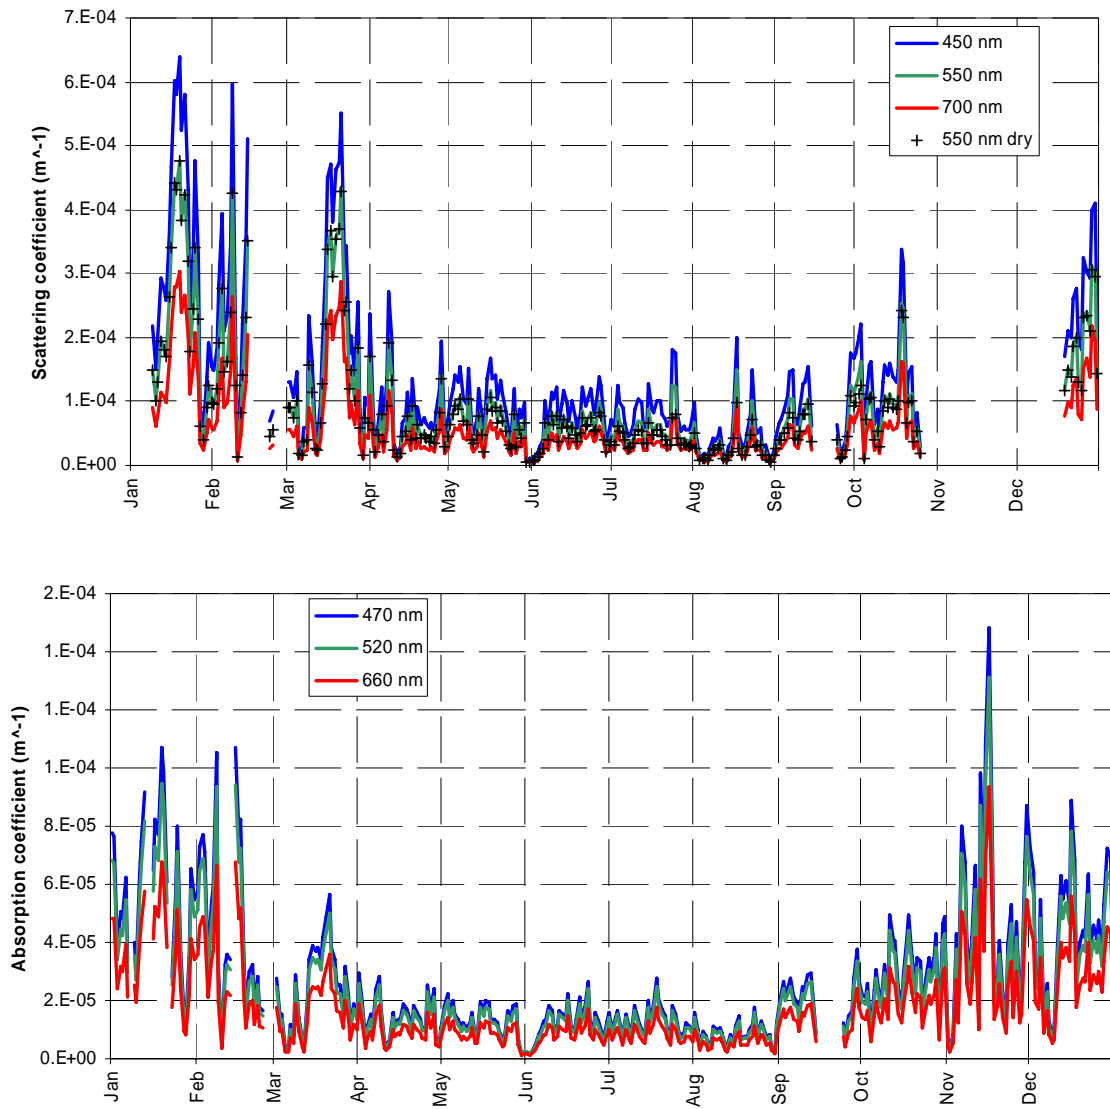 7.E-04
6.E-04
5.E-04
4.E-04
3.E-04
2.E-04
1.E-04
0.E+00
Scattering coefficient (m^-1)
450 nm
550 nm
700 nm
550 nm dry
Jan
Feb
Mar
Apr
May
Jun
Jul
Aug
Sep
Oct
Nov
Dec
2.E-04
1.E-04
1.E-04
1.E-04
8.E-05
6.E-05
4.E-05
2.E-05
0.E+00
Absorption coefficient (m^-1)
470 nm
520 nm
660 nm
Jan
Feb
Mar
Apr
May
Jun
Jul
Aug
Sep
Oct
Nov
Dec